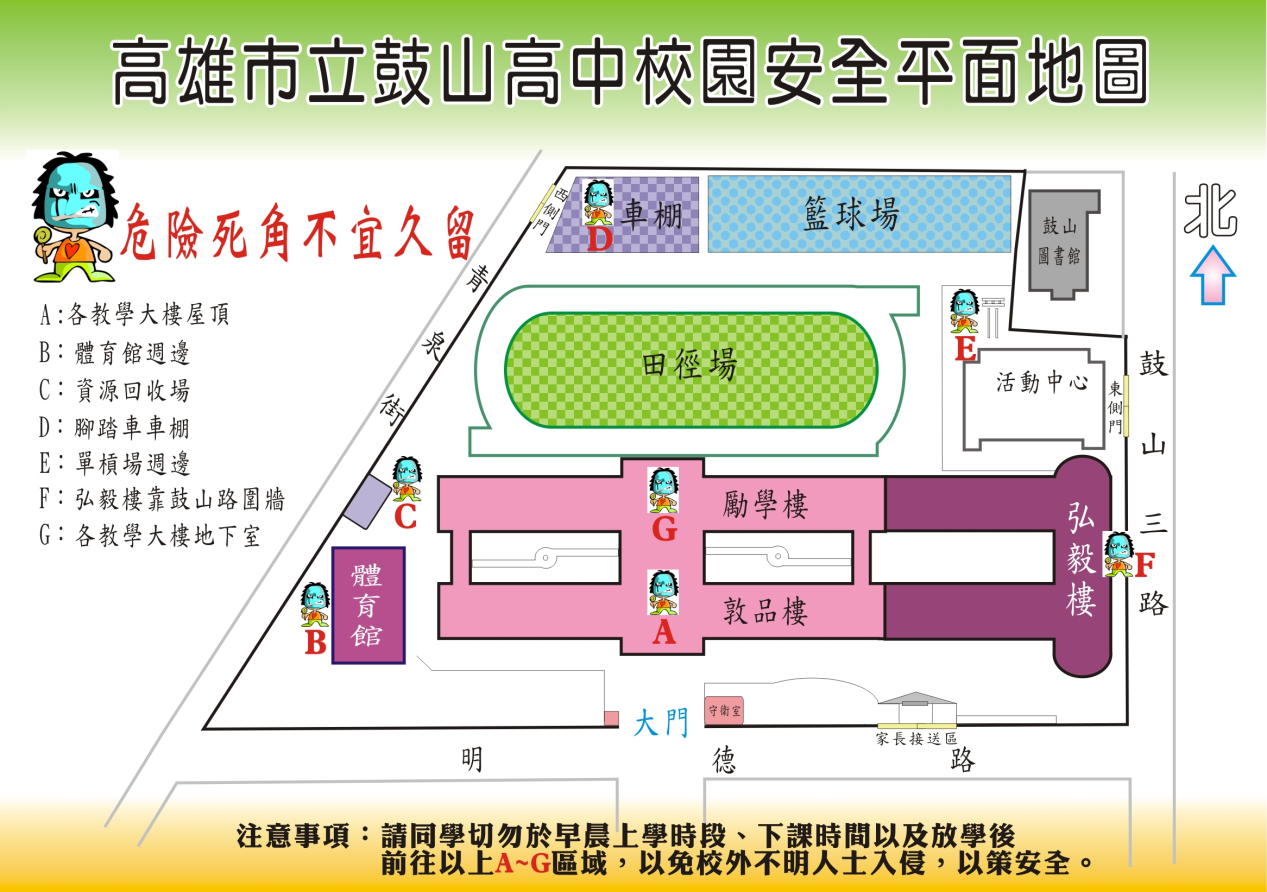 高雄市立鼓山高中校園安全平面地圖
危險死角不宜久留
A:各教學大樓屋頂
B：體育館週邊
C：資源回收場
D：腳踏車車棚
E：單槓場週邊
F：弘毅樓靠鼓山路圍牆
G：各教學大樓地下室
北
西側門
D
車棚
籃球場
鼓山
圖書館
青泉街
田徑場
E
活動中心
東側門
鼓山三路
C
G
勵學樓
弘毅樓
F
體育館
B
A
敦品樓
大門
守衛室
家長接送區
明德路
注意事項：請同學切勿於早晨上學時段、下課時間以及放學後
前往以上A~G區域，以免校外不明人士入侵，以策安全。